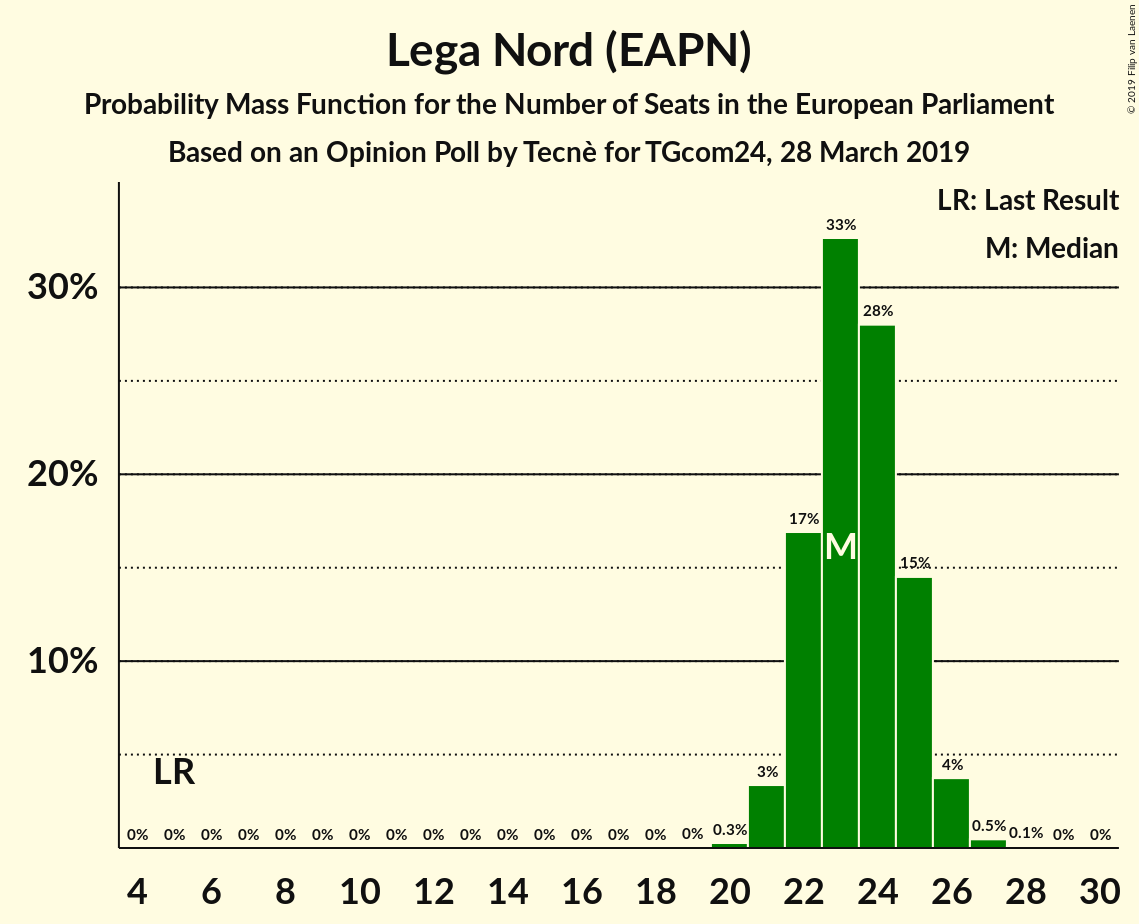 Lega Nord (EAPN)
Probability Mass Function for the Number of Seats in the European Parliament
Based on an Opinion Poll by Tecnè for TGcom24, 28 March 2019
© 2019 Filip van Laenen
LR: Last Result
M: Median
33%
30%
28%
20%
17%
M
15%
10%
LR
3%
4%
0% 0% 0% 0% 0% 0% 0% 0% 0% 0% 0% 0% 0% 0% 0% 0% 0.3% 0.5% 0.1% 0% 0%
4 6 8 10 12 14 16 18 20 22 24 26 28 30